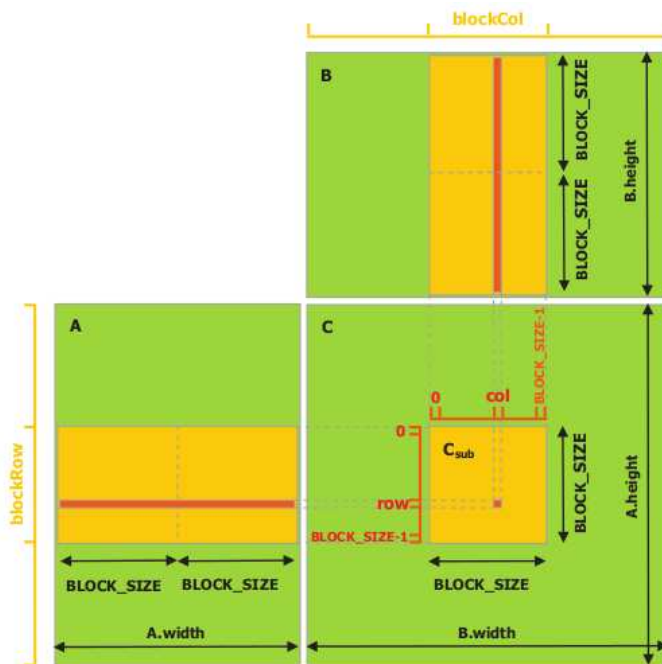 blockCol
B
BLOCK_SIZE
BLOCK_SIZE
B.height
A
C
BLOCK_SIZE-1
0
col
blockRow
0
C sub
BLOCK_SIZE
A.height
row
BLOCK_SIZE-1
BLOCK_SIZE
BLOCK_SIZE
BLOCK_SIZE
A.width
B.width